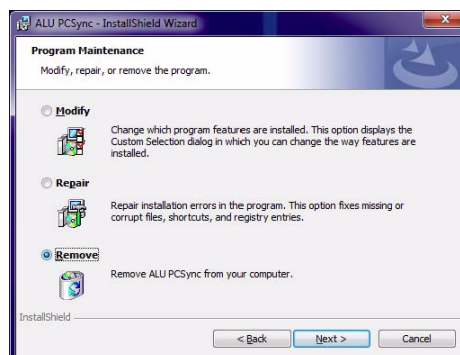 ALU PCSync - InstallShield Wizard
Program Maintenance
Modify, repair, or remove the program.
Modify
Change which program features are installed. This option displays the
Custom Selection dialog in which you can change the way features are
installed.
Repair
Repair installation errors in the program. This option fixes missing or
corrupt files, shortcuts, and registry entries.
Remove
Remove ALU PCSync from your computer.
InstallShield
< Back Next > Cancel